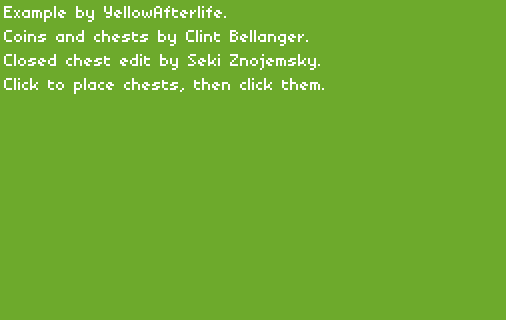 Example by YellowAfterlife.
Coins and chests by Clint Bellanger.
Closed chest edit by Seki Znojemsky.
Click to place chests, then click them.